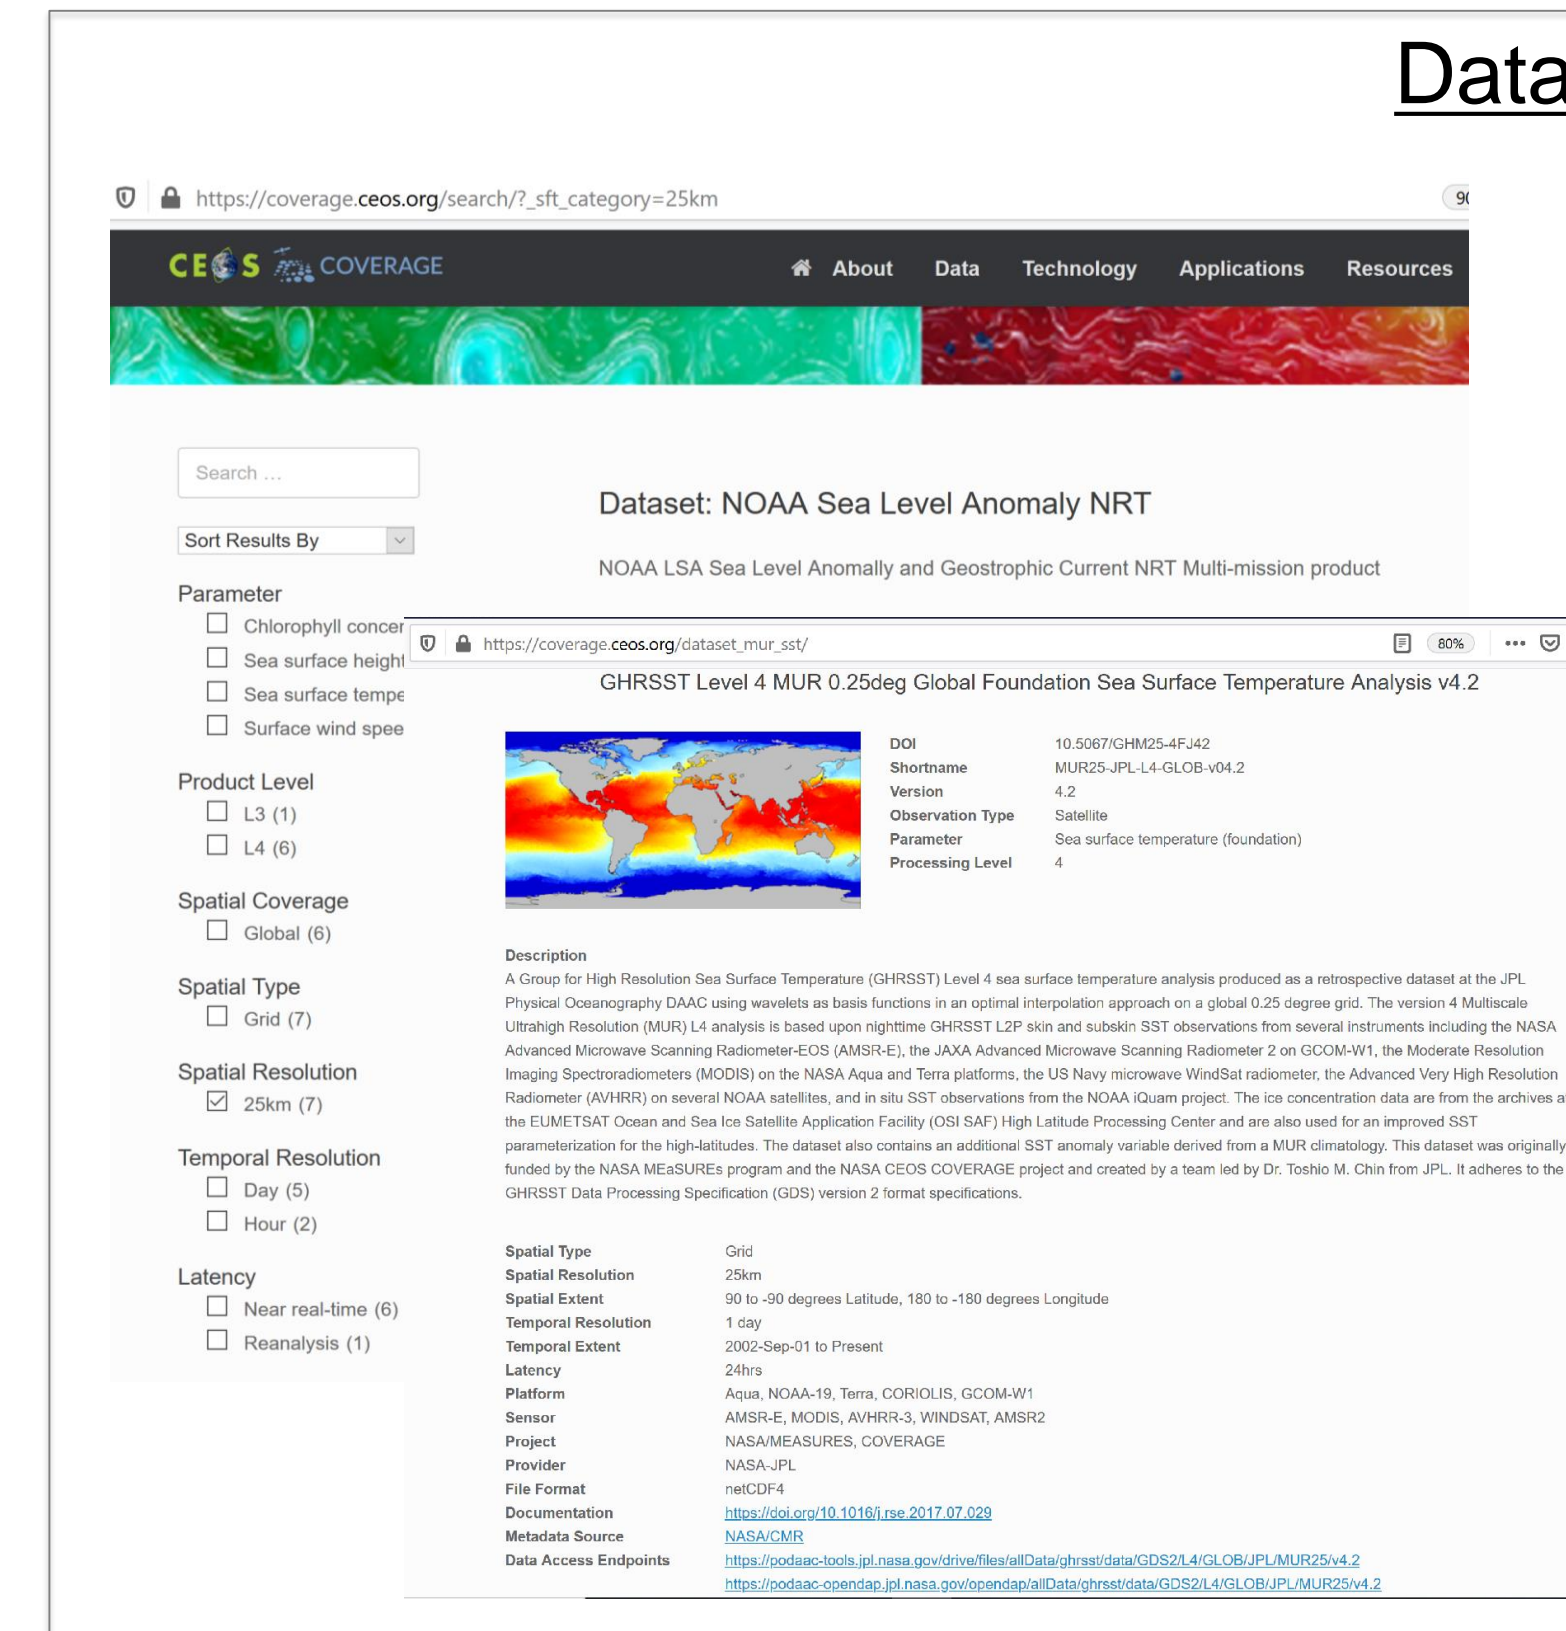 Data
https://coverage.ceos.org/search/?_sft_category=25km
CEOS COVERAGE
About Data Technology Applications Resources
Search ...
Sort Results By
Parameter
Chlorophyll concer
Sea surface height
Sea surface tempe
Surface wind spee
Product Level
L3 (1)
L4 (6)
Spatial Coverage
Global (6)
Spatial Type
Grid (7)
Spatial Resolution
25km (7)
Temporal Resolution
Day (5)
Hour (2)
Latency
Near real-time (6)
Reanalysis (1)
Dataset: NOAA Sea Level Anomaly NRT
NOAA LSA Sea Level Anomally and Geostrophic Current NRT Multi-mission product
https://coverage.ceos.org/dataset_mur_sst/ 80%
GHRSST Level 4 MUR 0.25deg Global Foundation Sea Surface Temperature Analysis v4.2
DOI 10.5067/GHM25-4FJ42
Shortname MUR25-JPL-L4-GLOB-v04.2
Version 4.2
Observation Type Satellite
Parameter Sea surface temperature (foundation)
Processing Level 4
Description
A Group for High Resolution Sea Surface Temperature (GHRSST) Level 4 sea surface temperature analysis produced as a retrospective dataset at the JPL
Physical Oceanography DAAC using wavelets as basis functions in an optimal interpolation approach on a global 0.25 degree grid. The version 4 Multiscale
Ultrahigh Resolution (MUR) L4 analysis is based upon nighttime GHRSST L2P skin and subskin SST observations from several instruments including the NASA
Advanced Microwave Scanning Radiometer-EOS (AMSR-E), the JAXA Advanced Microwave Scanning Radiometer 2 on GCOM-W1, the Moderate Resolution
Imaging Spectroradiometers (MODIS) on the NASA Aqua and Terra platforms, the US Navy microwave WindSat radiometer, the Advanced Very High Resolution
Radiometer (AVHRR) on several NOAA satellites, and in situ SST observations from the NOAA iQuam project. The ice concentration data are from the archives at
the EUMETSAT Ocean and Sea Ice Satellite Application Facility (OSI SAF) High Latitude Processing Center and are also used for an improved SST
parameterization for the high-latitudes. The dataset also contains an additional SST anomaly variable derived from a MUR climatology. This dataset was originally
funded by the NASA MEaSUREs program and the NASA CEOS COVERAGE project and created by a team led by Dr. Toshio M. Chin from JPL. It adheres to the
GHRSST Data Processing Specification (GDS) version 2 format specifications.
Spatial Type Grid
Spatial Resolution 25km
Spatial Extent 90 to -90 degrees Latitude, 180 to -180 degrees Longitude
Temporal Resolution 1 day
Temporal Extent 2002-Sep-01 to Present
Latency 24hrs
Platform Aqua, NOAA-19, Terra, CORIOLIS, GCOM-W1
Sensor AMSR-E, MODIS, AVHRR-3, WINDSAT, AMSR2
Project NASA/MEASURES, COVERAGE
Provider NASA-JPL
File Format netCDF4
Documentation https://doi.org/10.1016/j.rse.2017.07.029
Metadata Source NASA/CMR
Data Access Endpoints https://podaac-tools.jpl.nasa.gov/drive/files/allData/ghrsst/data/GDS2/L4/GLOB/JPL/MUR25/v4.2
https://podaac-opendap.jpl.nasa.gov/opendap/allData/ghrsst/data/GDS2/L4/GLOB/JPL/MUR25/v4.2